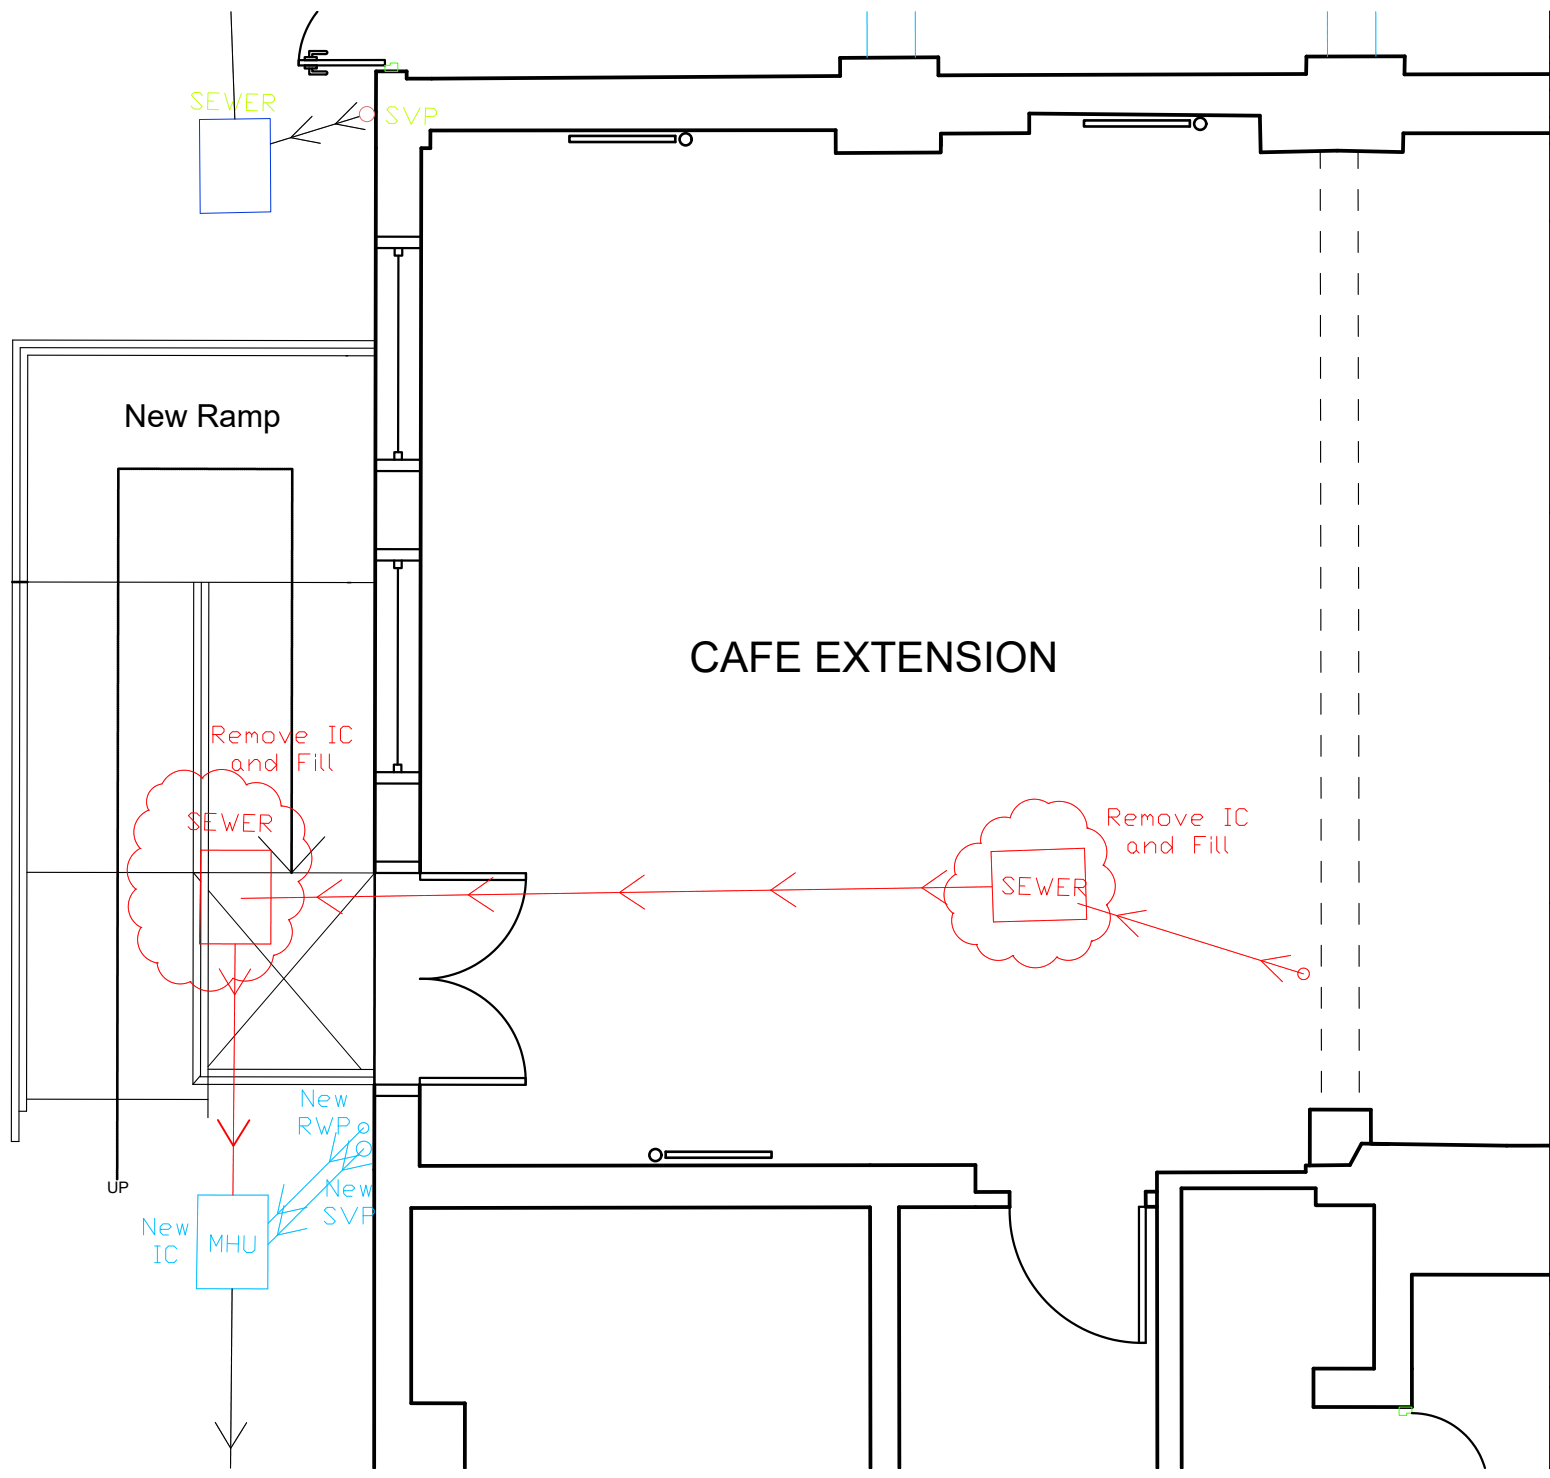 SEWER
SVP
New Ramp
CAFE EXTENSION
Remove IC
and Fill
SEWER
Remove IC
and Fill
SEWER
New
RWP
UP
New
SVP
New
IC
MHU